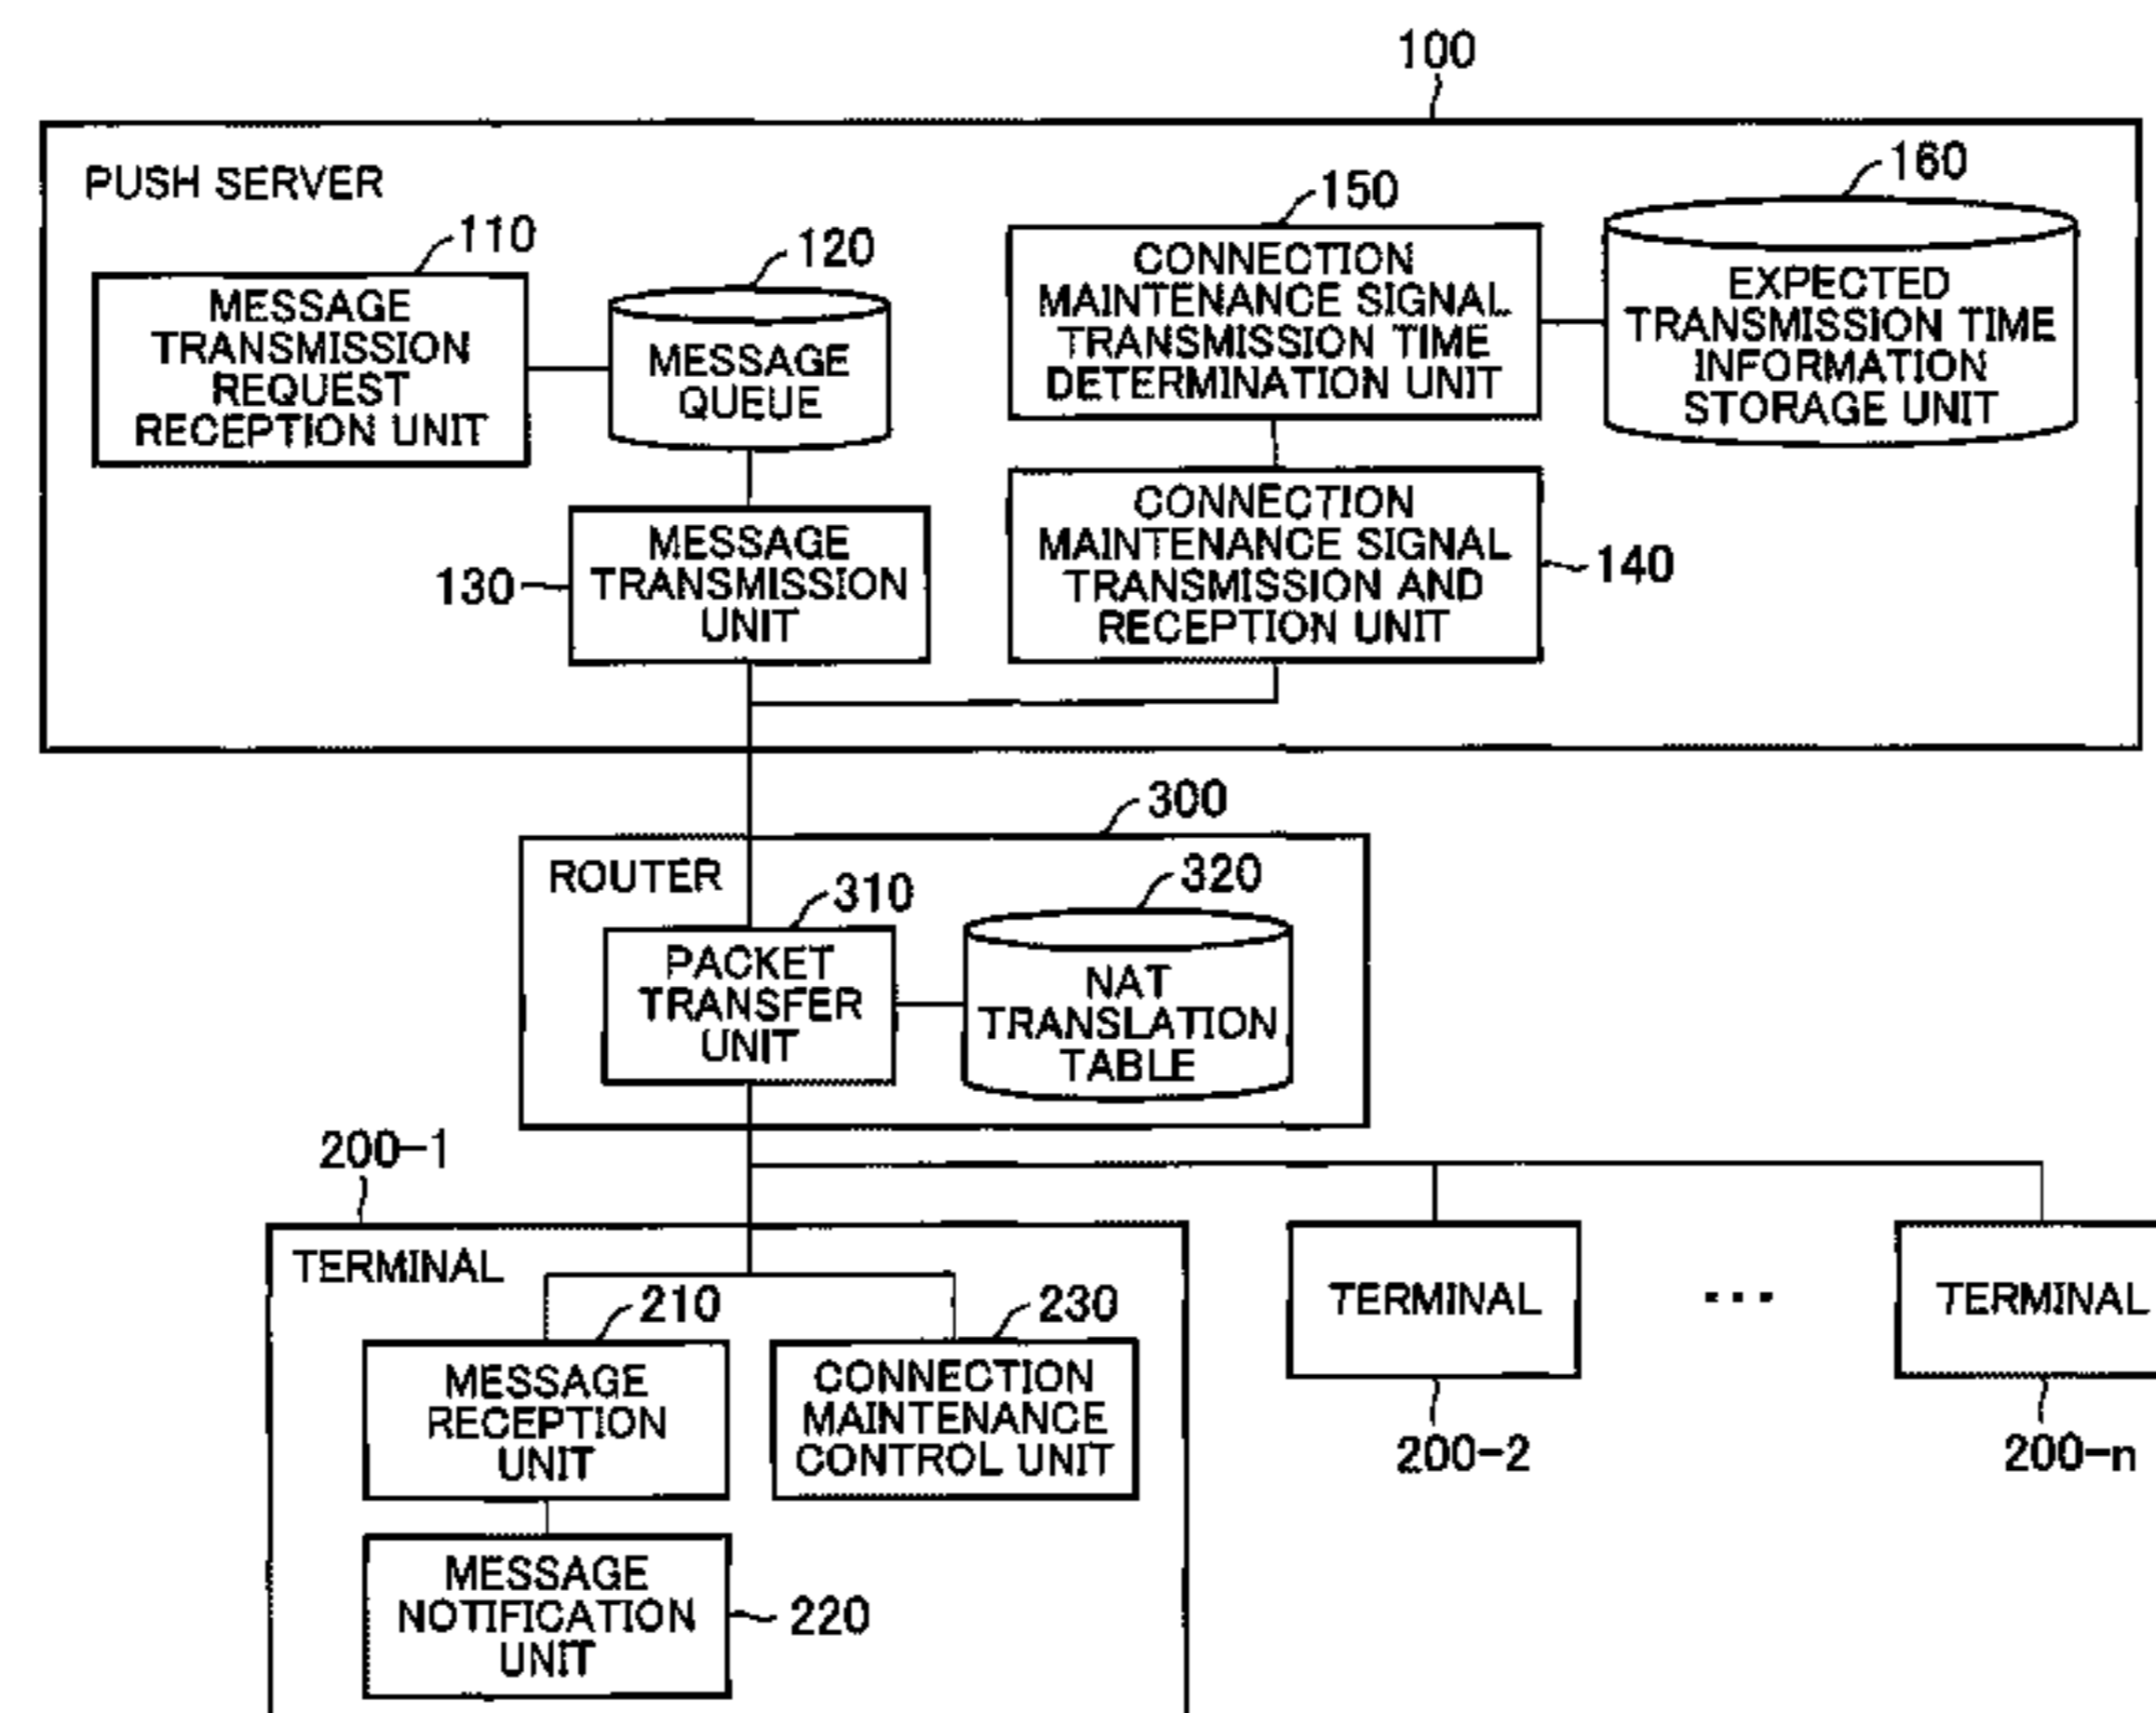 100
PUSH SERVER
110
MESSAGE
TRANSMISSION
REQUEST
RECEPTION UNIT
120
MESSAGE
QUEUE
150
CONNECTION
MAINTENANCE SIGNAL
TRANSMISSION TIME
DETERMINATION UNIT
160
EXPECTED
TRANSMISSION TIME
INFORMATION
STORAGE UNIT
130
MESSAGE
TRANSMISSION
UNIT
CONNECTION
MAINTENANCE SIGNAL
TRANSMISSION AND
RECEPTION UNIT
140
300
ROUTER
310
PACKET
TRANSFER
UNIT
320
NAT
TRANSLATION
TABLE
200-1
TERMINAL
210
MESSAGE
RECEPTION
UNIT
230
CONNECTION
MAINTENANCE
CONTROL UNIT
MESSAGE
NOTIFICATION
UNIT
220
TERMINAL
200-2
...
TERMINAL
200-n